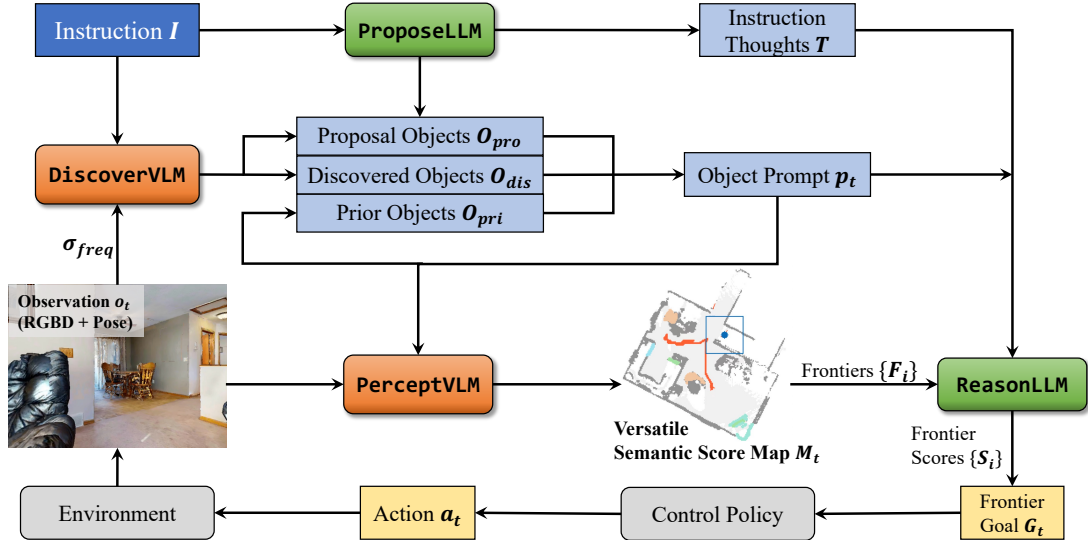 Instruction I
ProposeLLM
Instruction
Thoughts T
Proposal Objects O_pro
DiscoverVLM
Discovered Objects O_dis
Object Prompt p_t
Prior Objects O_pri
σ_freq
Observation o_t
(RGBD + Pose)
PerceptVLM
Frontiers {F_i}
ReasonLLM
Versatile
Semantic Score Map M_t
Frontier
Scores {S_i}
Environment
Action a_t
Control Policy
Frontier
Goal G_t